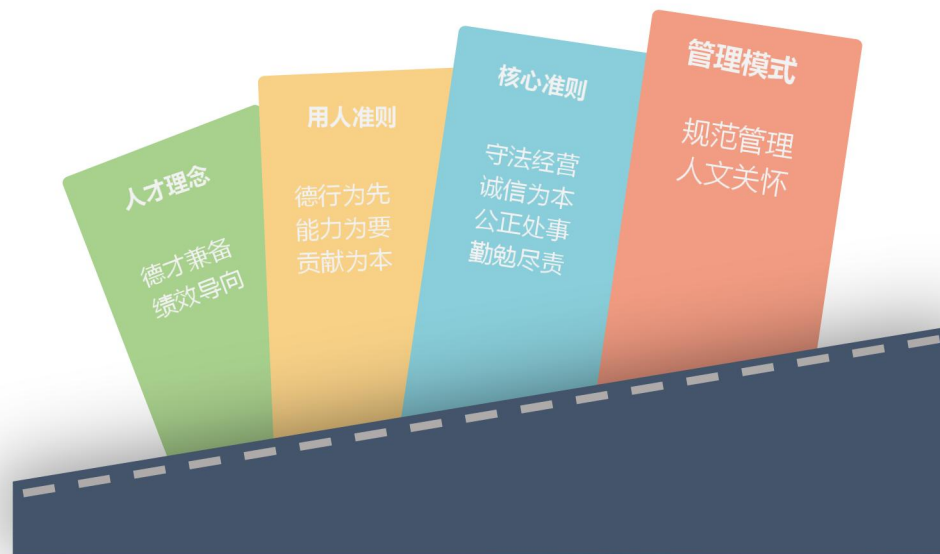 人才理念
德才兼备
绩效导向
用人准则
德行为先
能力为要
贡献为本
核心准则
守法经营
诚信为本
公正处事
勤勉尽责
管理模式
规范管理
人文关怀